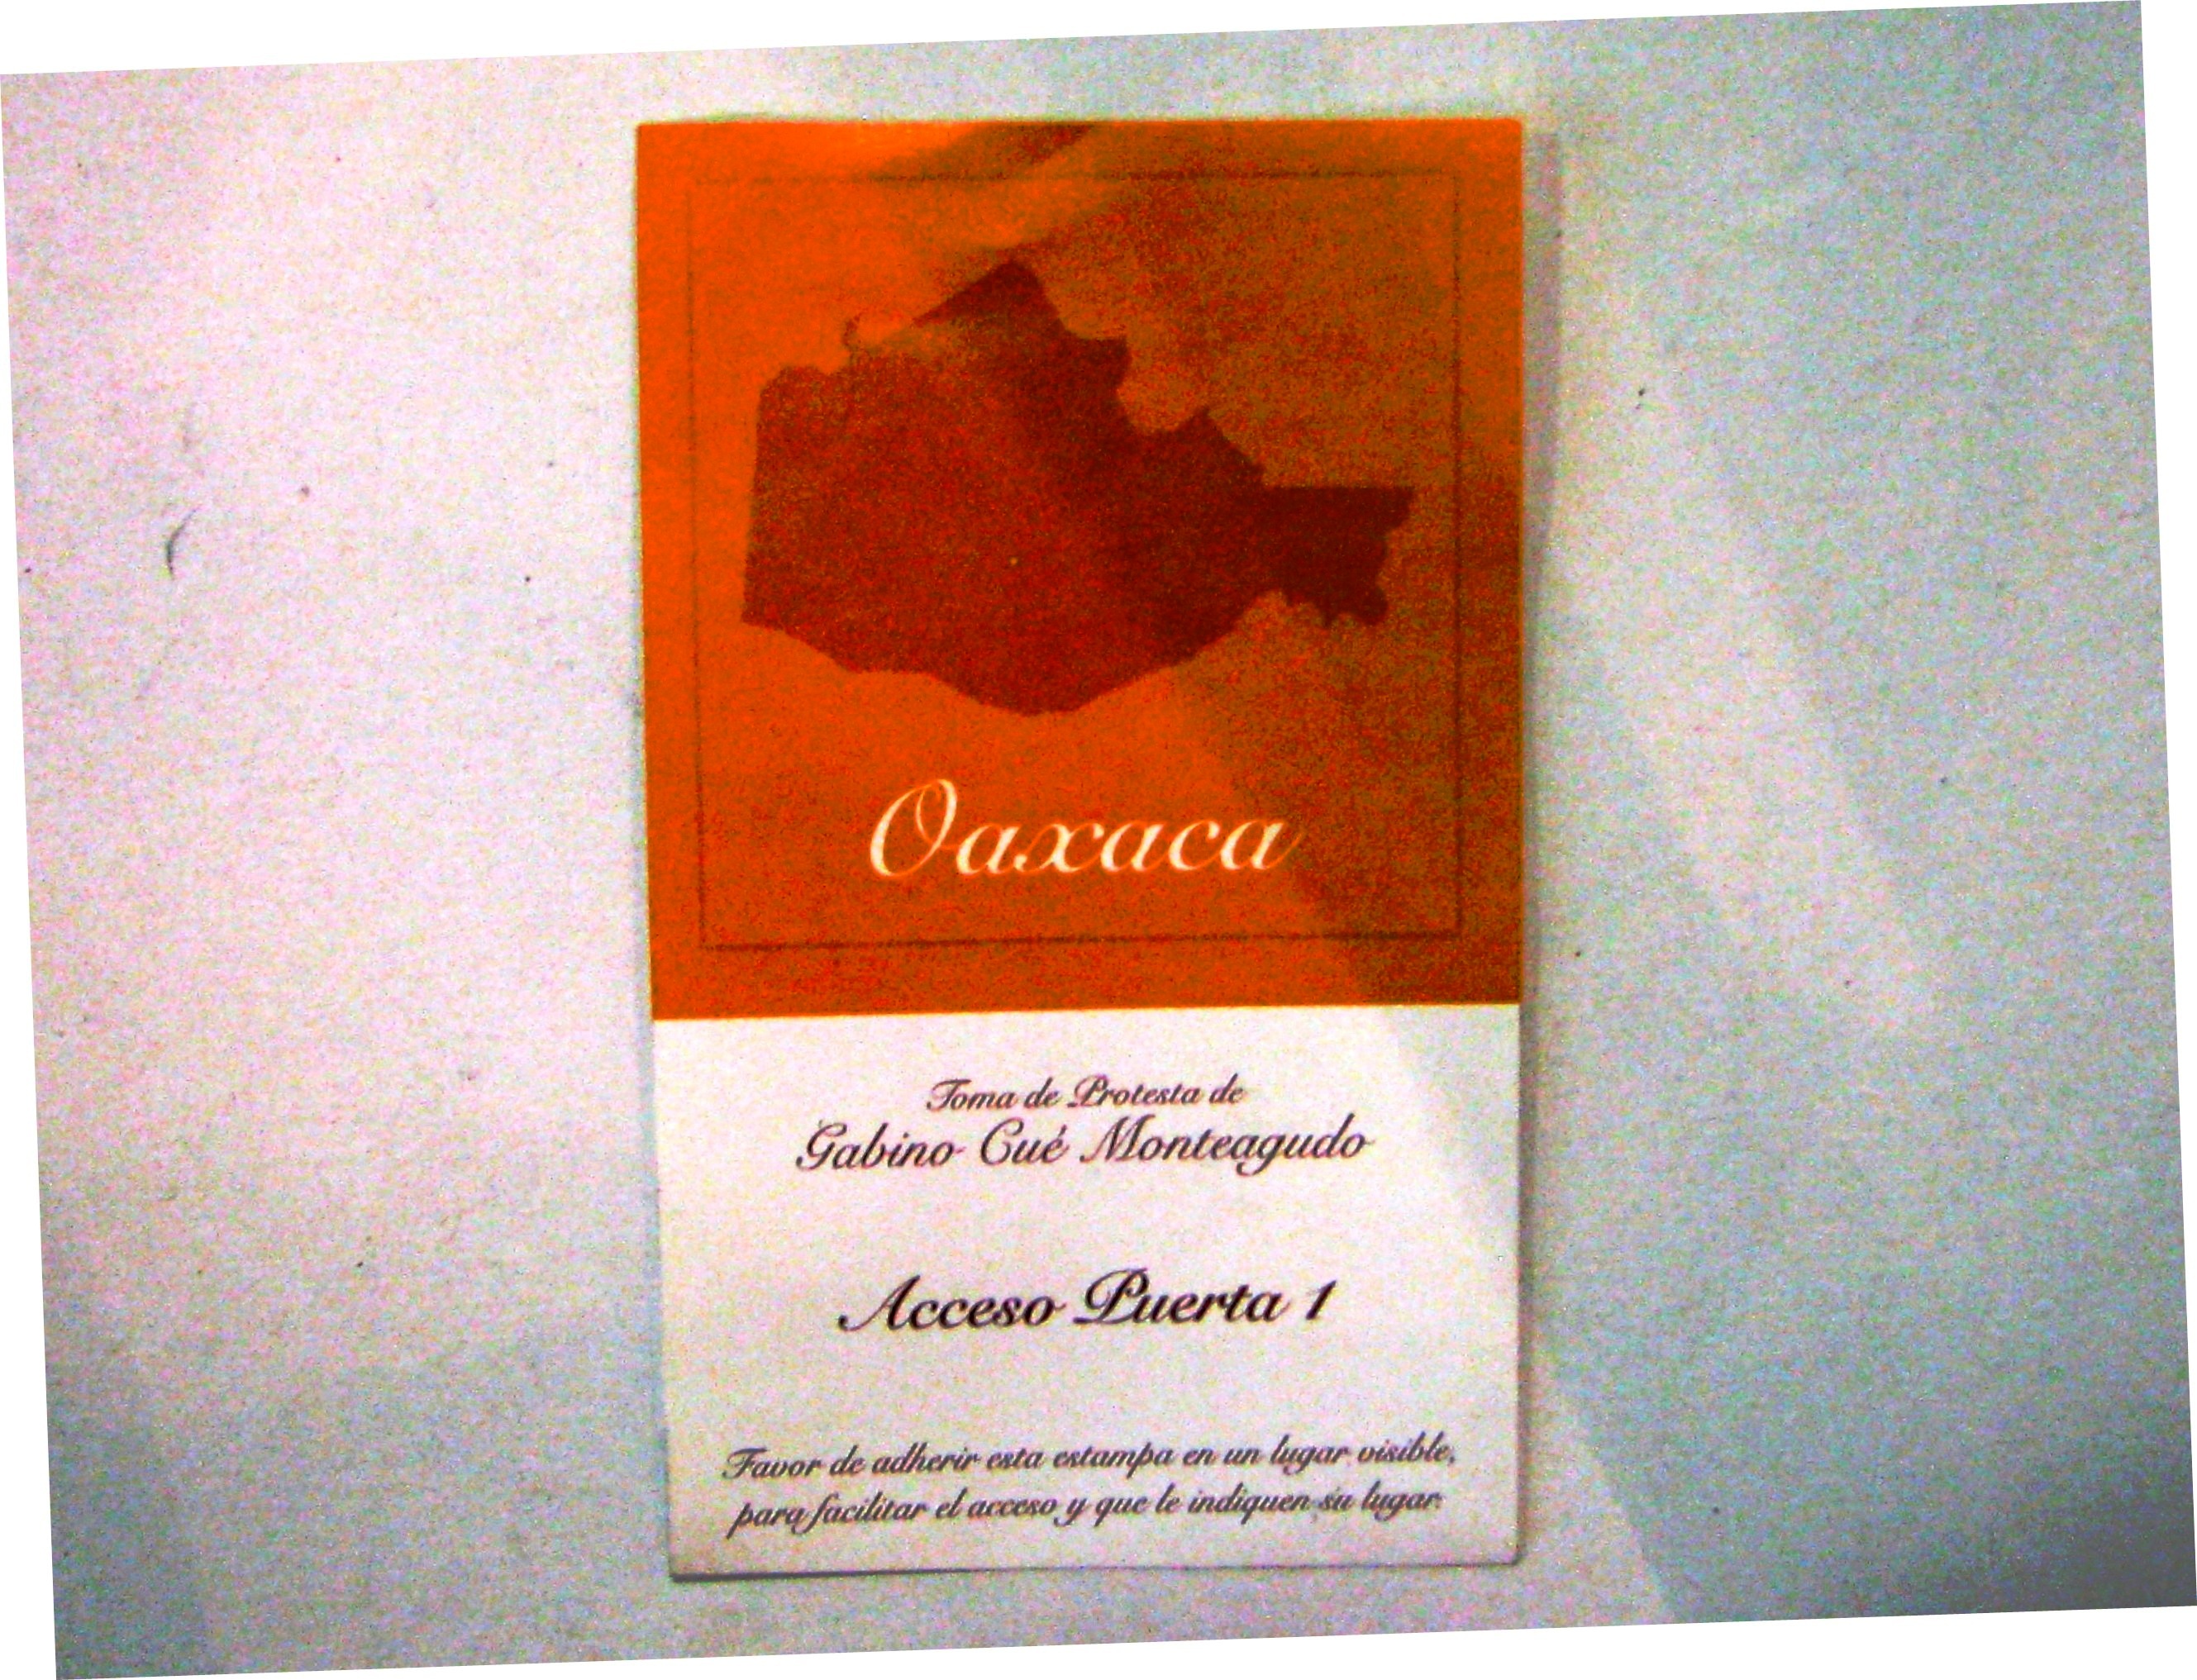 Oaxaca
Toma de Protesta de
Gabino Cué Monteagudo
Acceso Puerta 1
Favor de adherir esta estampa en un lugar visible,
para facilitar el acceso y que le indiquen su lugar.